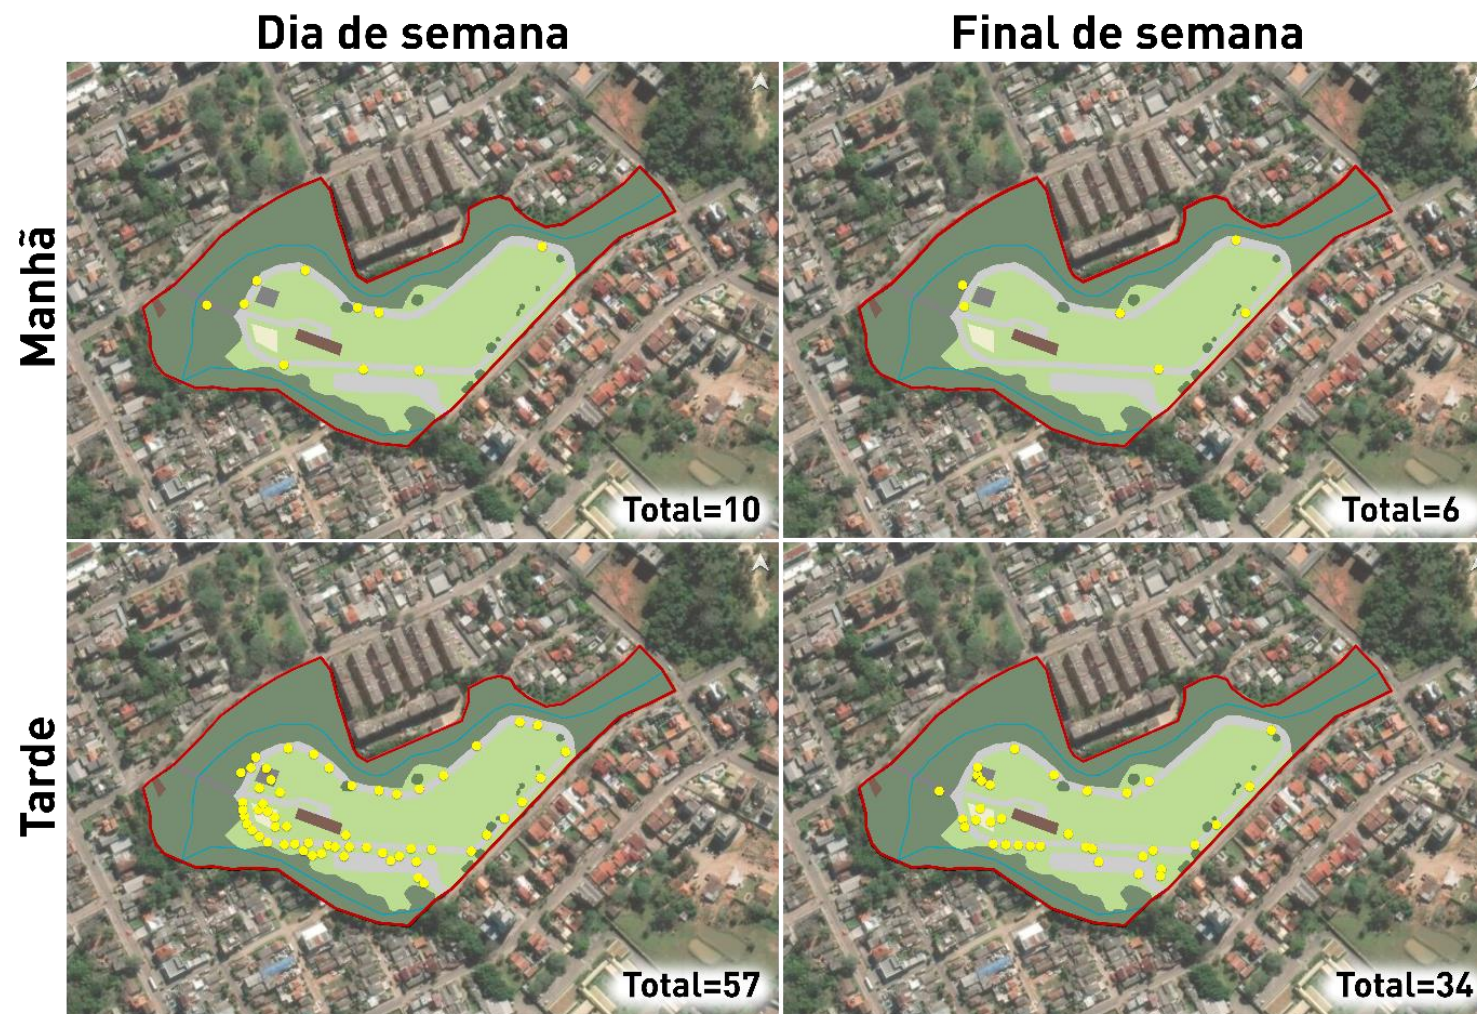 Dia de semana
Final de semana
Manhã
Total=10
Total=6
Tarde
Total=57
Total=34